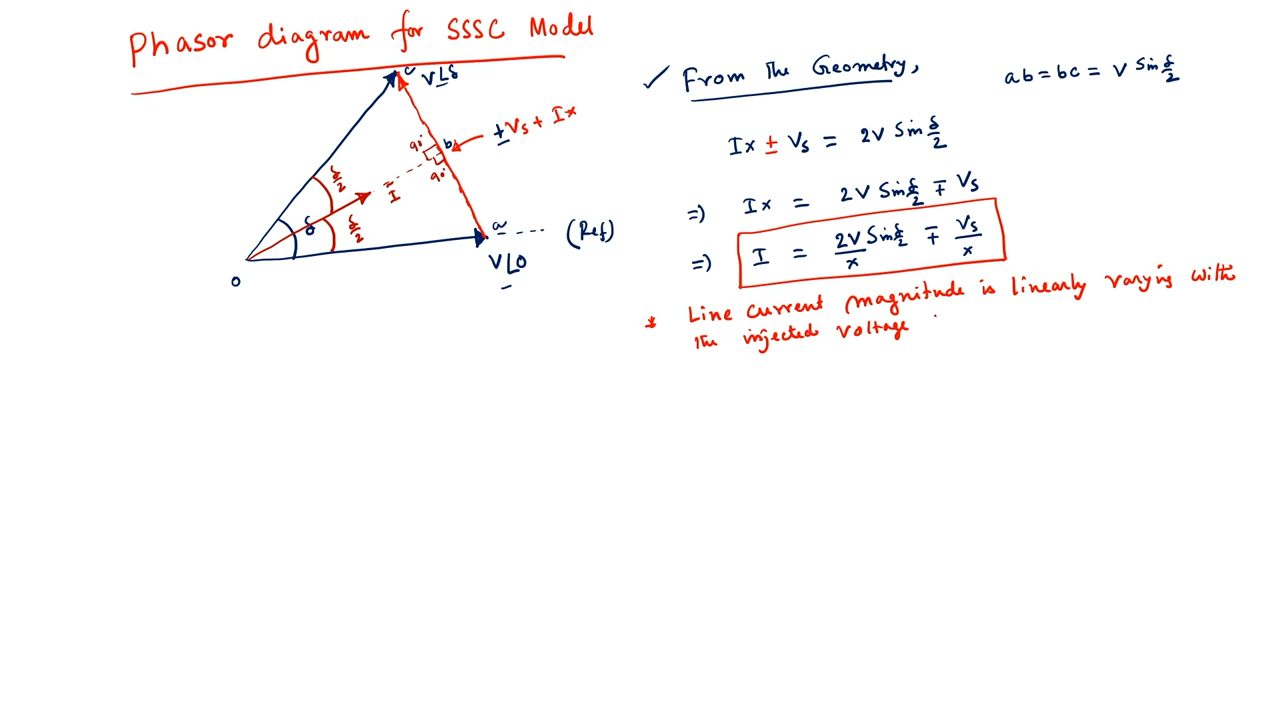 Phasor diagram for SSSC Model
c V∠δ
±Vs + Ix
90°
b
90°
δ/2
Ī
δ
δ/2
a
(Ref)
V∠0
0
✓ From the Geometry,
ab = bc = V Sin δ/2
Ix ± Vs = 2V Sin δ/2
=) Ix = 2V Sin δ/2 ∓ Vs
=) I = 2V/x Sin δ/2 ∓ Vs/x
* Line current magnitude is linearly varying with
the injected voltage.